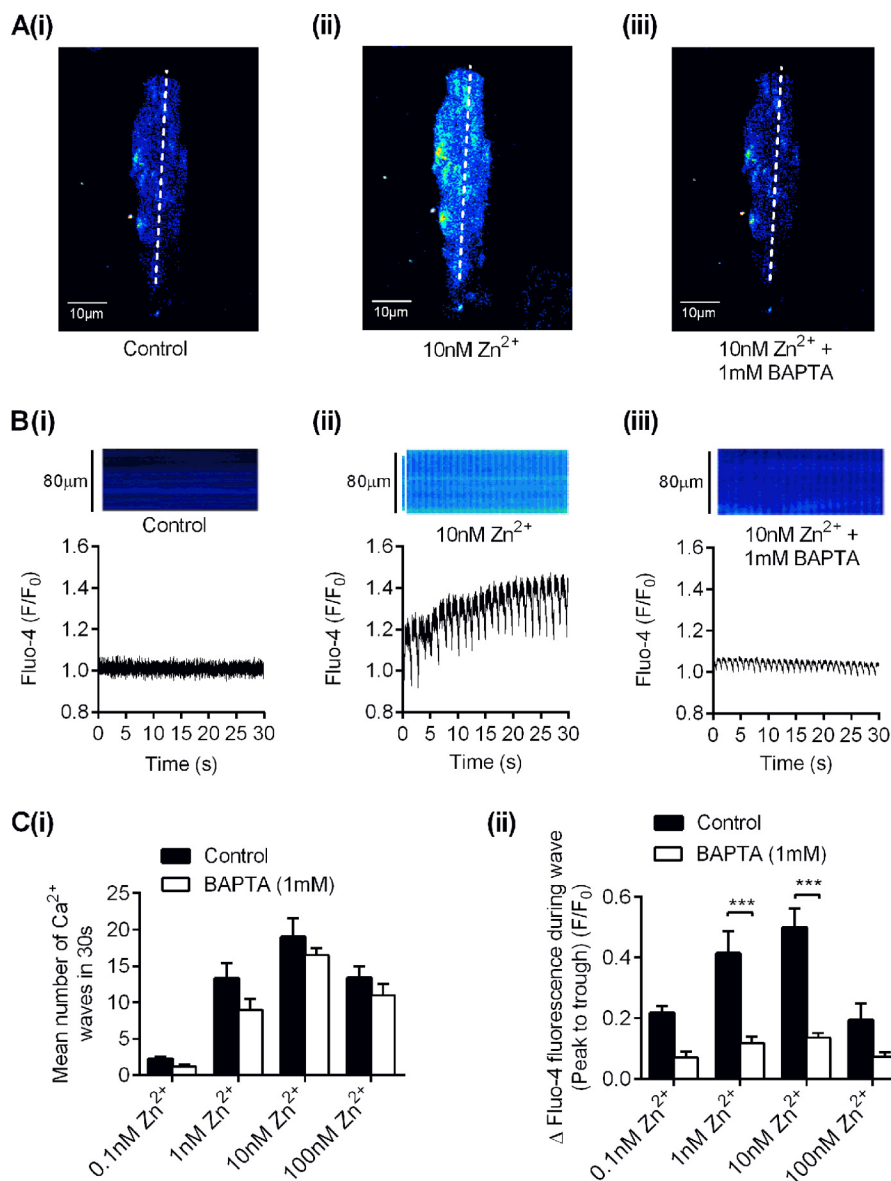 A(i)
(ii)
(iii)
10µm
10µm
10µm
Control
10nM Zn²⁺
10nM Zn²⁺ +
1mM BAPTA
B(i)
(ii)
(iii)
80µm
80µm
80µm
Control
10nM Zn²⁺
10nM Zn²⁺ +
1mM BAPTA
Fluo-4 (F/F₀)
1.6
1.4
1.2
1.0
0.8
0 5 10 15 20 25 30
Time (s)
Fluo-4 (F/F₀)
1.6
1.4
1.2
1.0
0.8
0 5 10 15 20 25 30
Time (s)
Fluo-4 (F/F₀)
1.6
1.4
1.2
1.0
0.8
0 5 10 15 20 25 30
Time (s)
C(i)
Control
BAPTA (1mM)
Mean number of Ca²⁺
waves in 30s
25
20
15
10
5
0
0.1nM Zn²⁺
1nM Zn²⁺
10nM Zn²⁺
100nM Zn²⁺
(ii)
Control
BAPTA (1mM)
Δ Fluo-4 fluorescence during wave
(Peak to trough) (F/F₀)
0.6
0.4
0.2
0.0
***
***
0.1nM Zn²⁺
1nM Zn²⁺
10nM Zn²⁺
100nM Zn²⁺